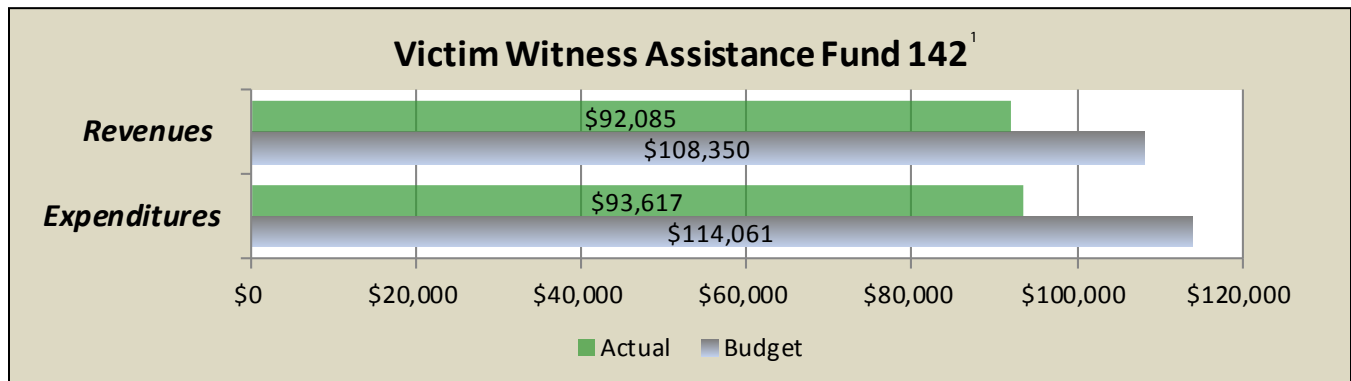 Victim Witness Assistance Fund 142¹
Revenues
$92,085
$108,350
Expenditures
$93,617
$114,061
$0 $20,000 $40,000 $60,000 $80,000 $100,000 $120,000
Actual Budget